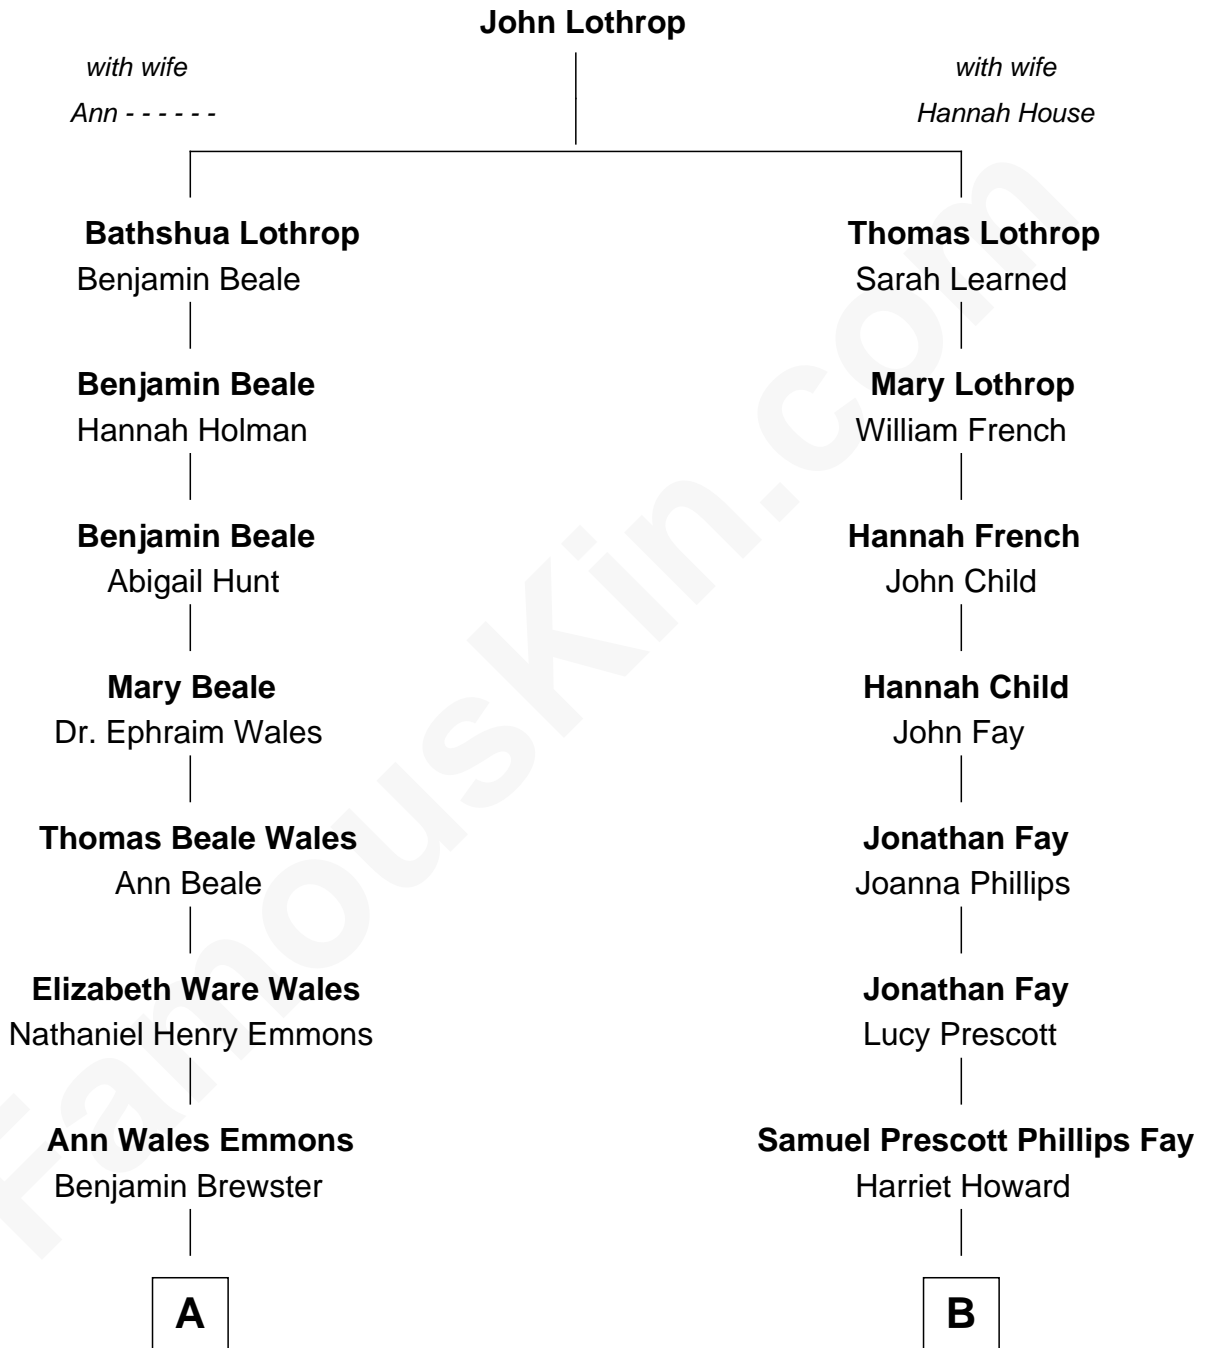 John Lothrop
with wife
Ann - - - - - -
with wife
Hannah House
Bathshua Lothrop
Benjamin Beale
Thomas Lothrop
Sarah Learned
Benjamin Beale
Hannah Holman
Mary Lothrop
William French
Benjamin Beale
Abigail Hunt
Hannah French
John Child
Mary Beale
Dr. Ephraim Wales
Hannah Child
John Fay
Thomas Beale Wales
Ann Beale
Jonathan Fay
Joanna Phillips
Elizabeth Ware Wales
Nathaniel Henry Emmons
Jonathan Fay
Lucy Prescott
Ann Wales Emmons
Benjamin Brewster
Samuel Prescott Phillips Fay
Harriet Howard
A
B
FamousKin.com